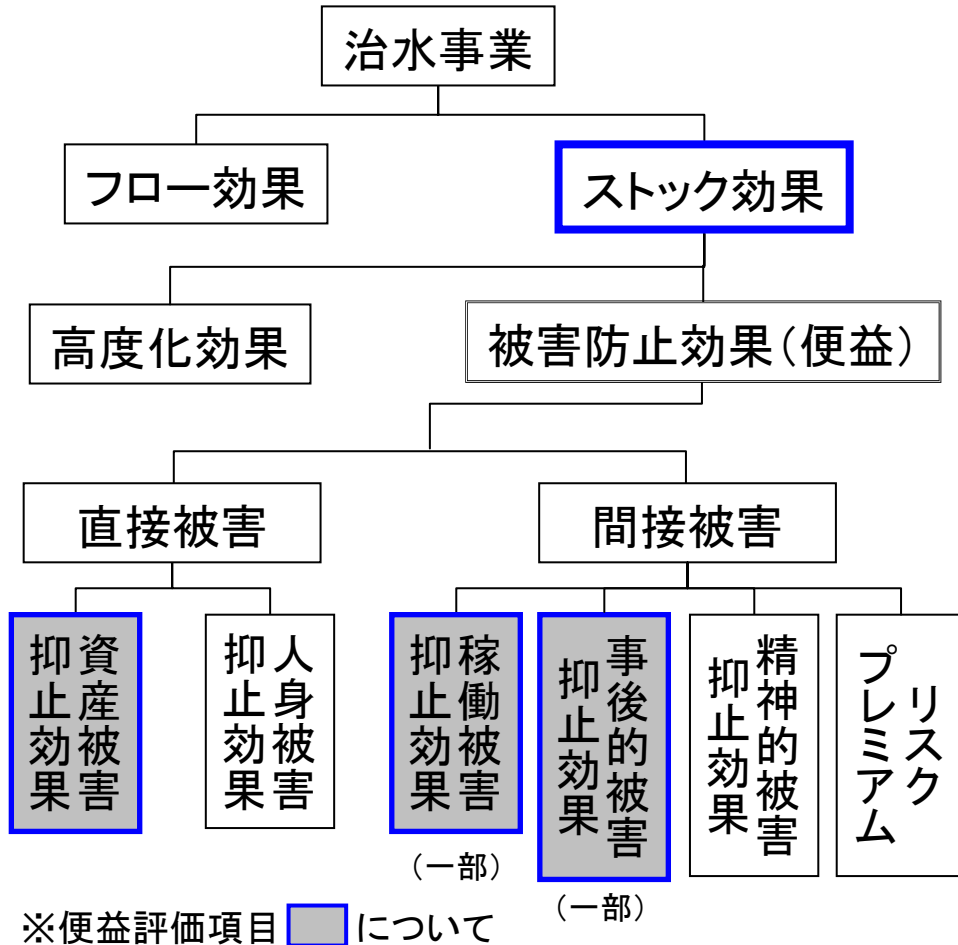 治水事業
フロー効果
ストック効果
高度化効果
被害防止効果（便益）
直接被害
間接被害
資産被害
抑止効果
人身被害
抑止効果
稼働被害
抑止効果
（一部）
事後的被害
抑止効果
（一部）
精神的被害
抑止効果
リスク
プレミアム
※便益評価項目　について